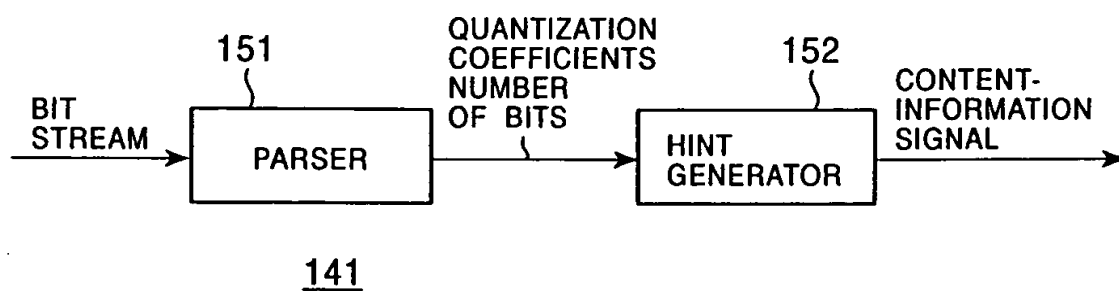 151
BIT
STREAM
PARSER
QUANTIZATION
COEFFICIENTS
NUMBER
OF BITS
152
HINT
GENERATOR
CONTENT-
INFORMATION
SIGNAL
141